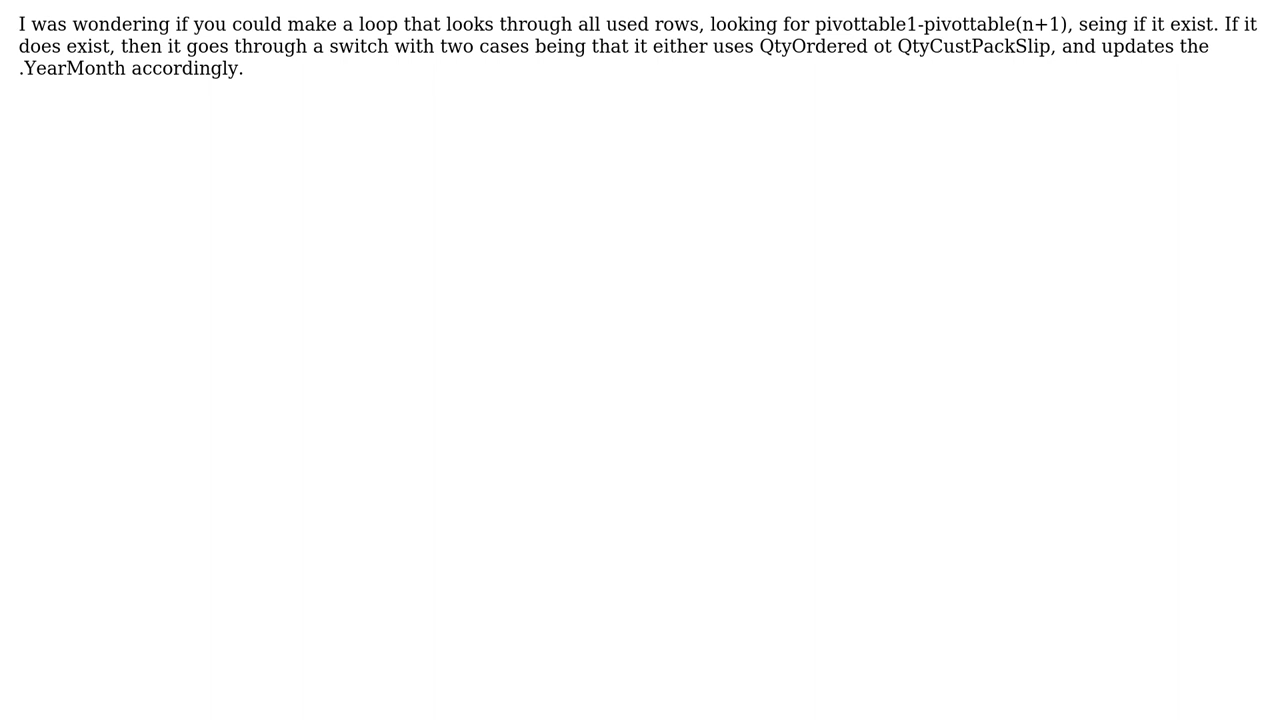 I was wondering if you could make a loop that looks through all used rows, looking for pivottable1-pivottable(n+1), seing if it exist. If it
does exist, then it goes through a switch with two cases being that it either uses QtyOrdered ot QtyCustPackSlip, and updates the
.YearMonth accordingly.